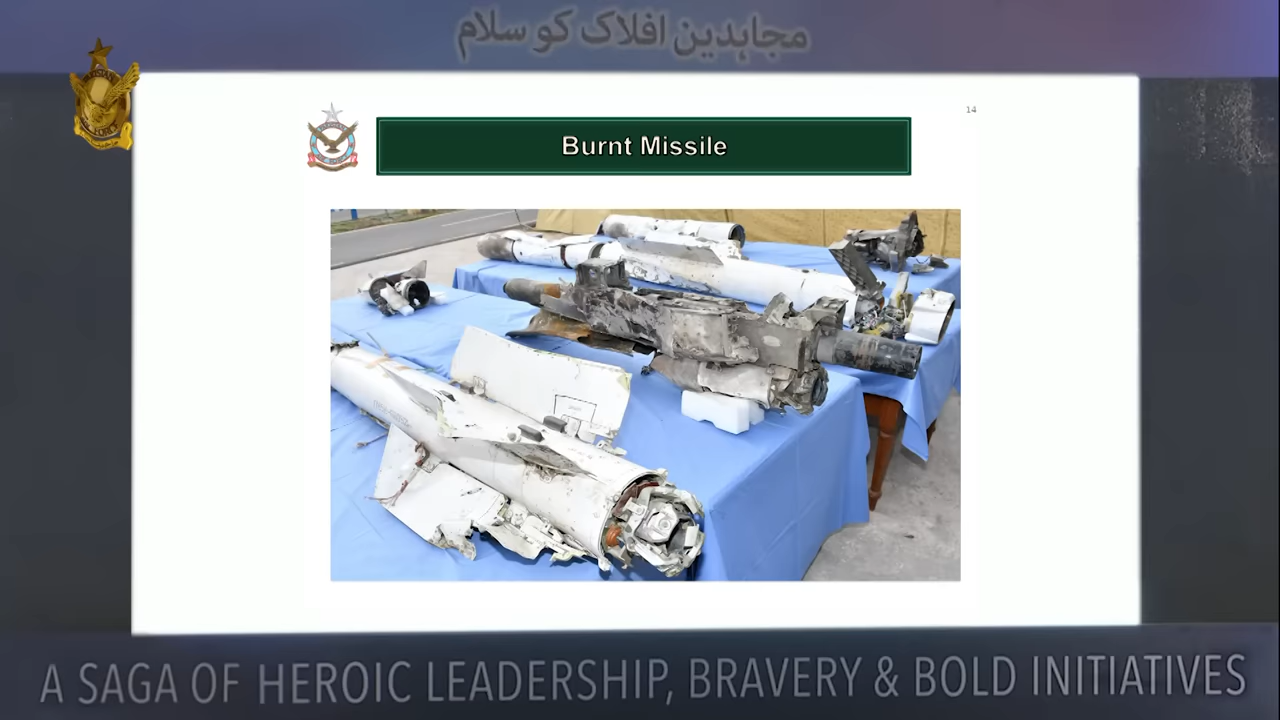 مجاہدین افلاک کو سلام
14
Burnt Missile
A SAGA OF HEROIC LEADERSHIP, BRAVERY & BOLD INITIATIVES